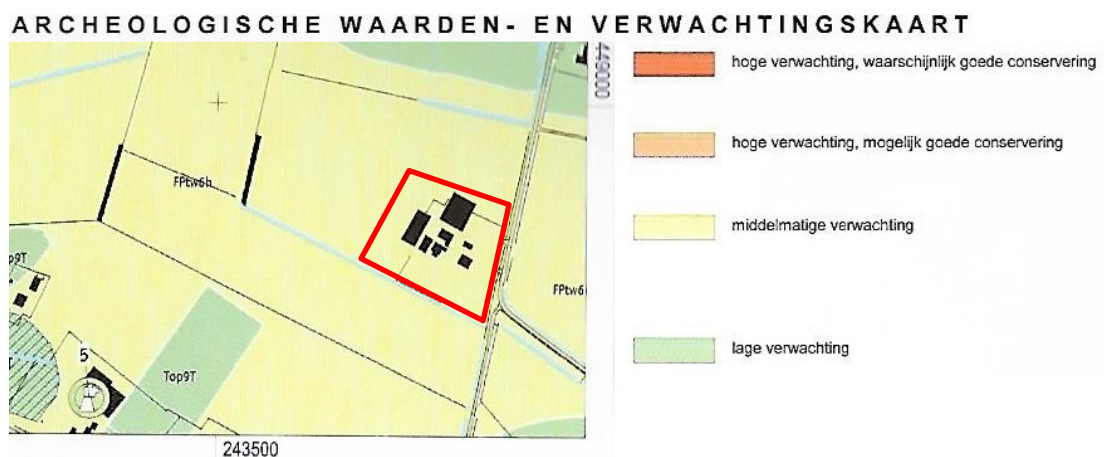 ARCHEOLOGISCHE WAARDEN- EN VERWACHTINGSKAART
449000
hoge verwachting, waarschijnlijk goede conservering
hoge verwachting, mogelijk goede conservering
FPtw6h
middelmatige verwachting
op9T
FPtw6
5
lage verwachting
Top9T
243500